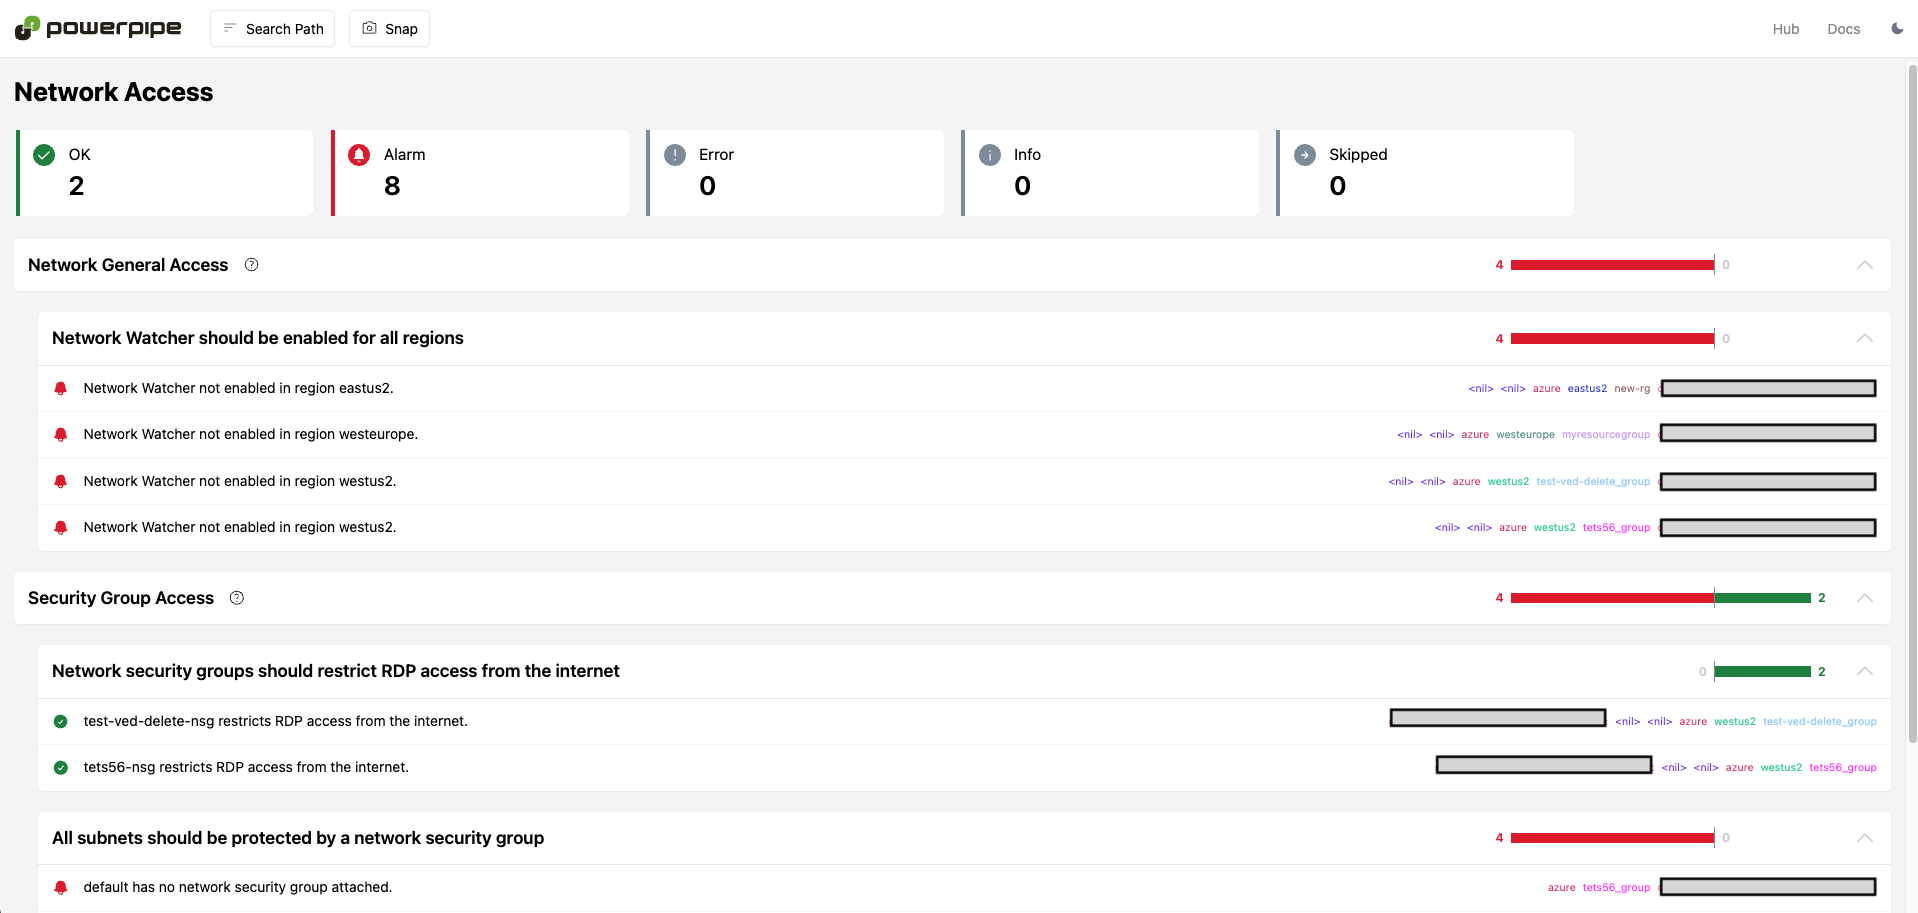 powerpipe Search Path Snap Hub Docs
Network Access
OK Alarm Error Info Skipped
2 8 0 0 0
Network General Access 4 0
Network Watcher should be enabled for all regions 4 0
Network Watcher not enabled in region eastus2. <nil> <nil> azure eastus2 new-rg
Network Watcher not enabled in region westeurope. <nil> <nil> azure westeurope myresourcegroup
Network Watcher not enabled in region westus2. <nil> <nil> azure westus2 test-ved-delete_group
Network Watcher not enabled in region westus2. <nil> <nil> azure westus2 tets56_group
Security Group Access 4 2
Network security groups should restrict RDP access from the internet 0 2
test-ved-delete-nsg restricts RDP access from the internet. <nil> <nil> azure westus2 test-ved-delete_group
tets56-nsg restricts RDP access from the internet. <nil> <nil> azure westus2 tets56_group
All subnets should be protected by a network security group 4 0
default has no network security group attached. azure tets56_group